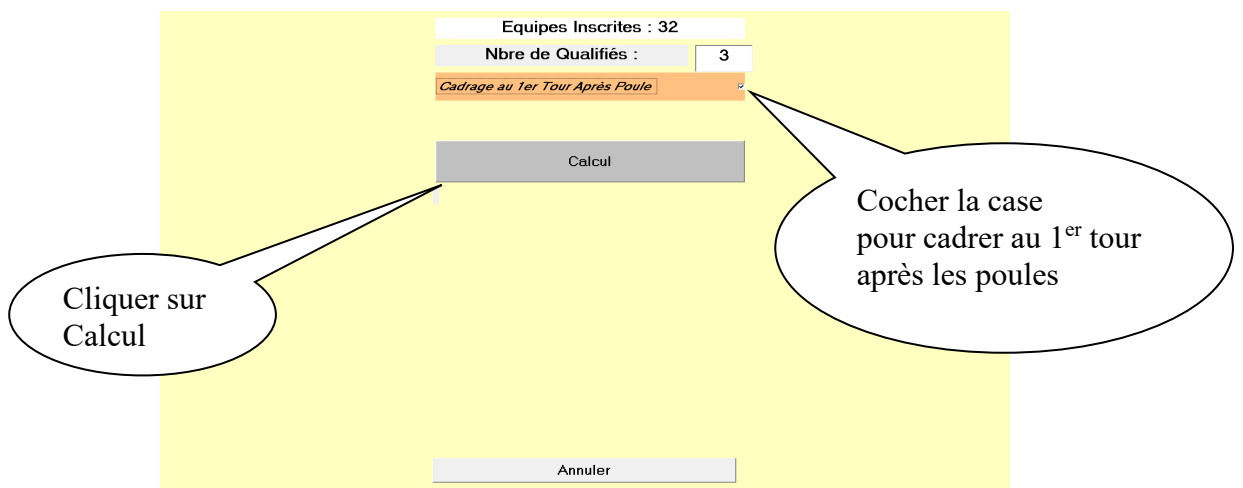 Equipes Inscrites : 32
Nbre de Qualifiés : 3
Cadrage au 1er Tour Après Poule
Calcul
Cocher la case
pour cadrer au 1er tour
après les poules
Cliquer sur
Calcul
Annuler